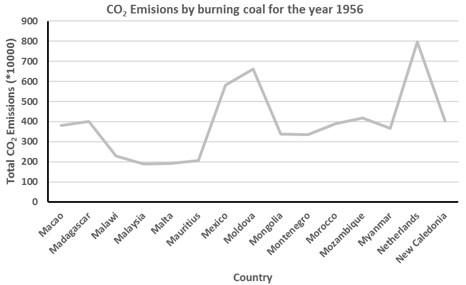 CO₂ Emisions by burning coal for the year 1956
Total CO₂ Emissions (*10000)
900
800
700
600
500
400
300
200
100
0
Macao
Madagascar
Malawi
Malaysia
Malta
Mauritius
Mexico
Moldova
Mongolia
Montenegro
Morocco
Mozambique
Myanmar
Netherlands
New Caledonia
Country